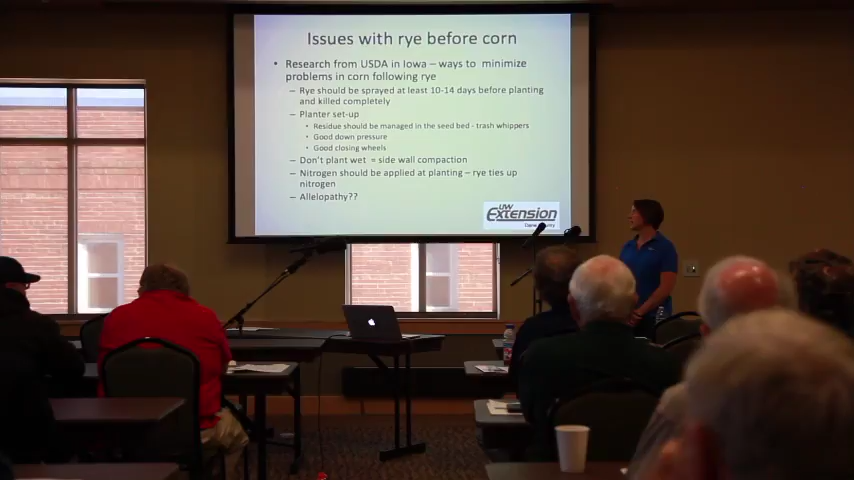 Issues with rye before corn
• Research from USDA in Iowa – ways to minimize
problems in corn following rye
– Rye should be sprayed at least 10-14 days before planting
and killed completely
– Planter set-up
• Residue should be managed in the seed bed - trash whippers
• Good down pressure
• Good closing wheels
– Don't plant wet = side wall compaction
– Nitrogen should be applied at planting – rye ties up
nitrogen
– Allelopathy??
UW
Extension